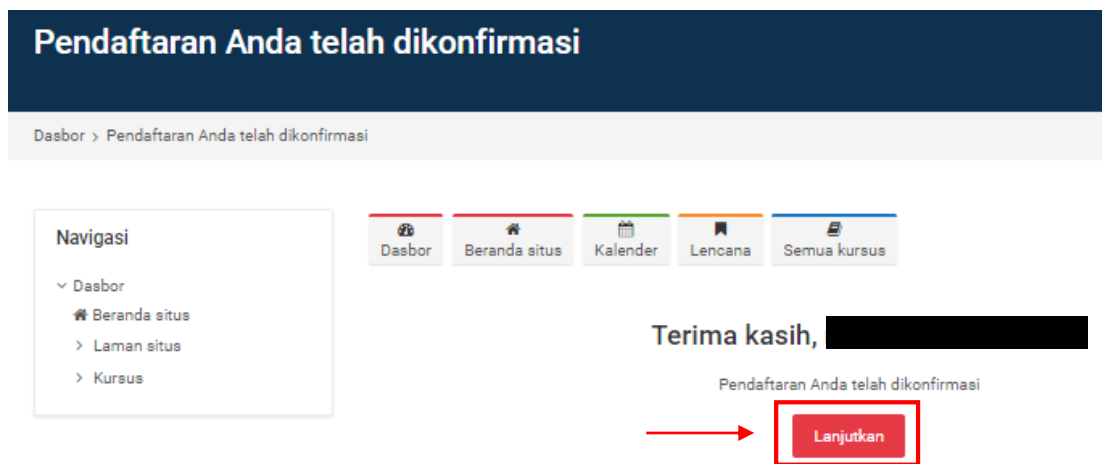 Pendaftaran Anda telah dikonfirmasi
Dasbor > Pendaftaran Anda telah dikonfirmasi
Navigasi
Dasbor
Beranda situs
Laman situs
Kursus
Dasbor Beranda situs Kalender Lencana Semua kursus
Terima kasih,
Pendaftaran Anda telah dikonfirmasi
Lanjutkan